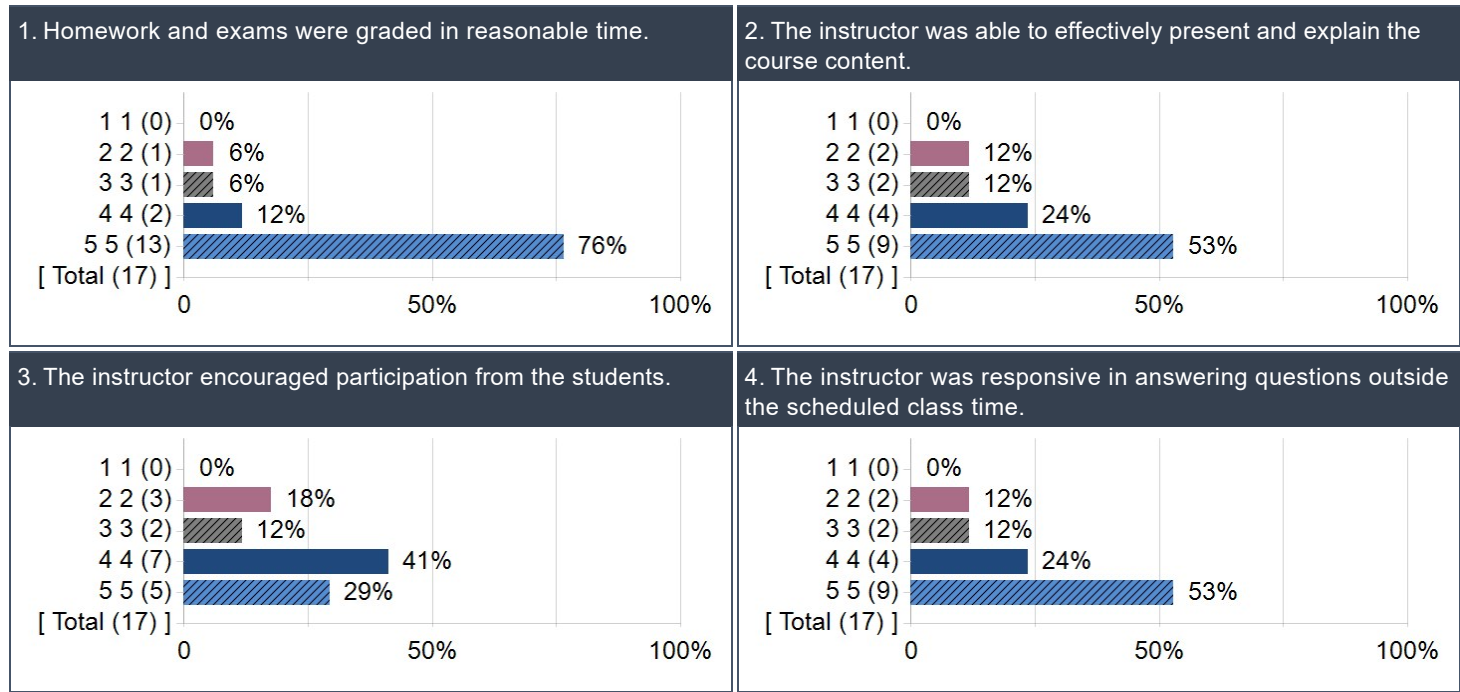 1. Homework and exams were graded in reasonable time.
1 1 (0) 0%
2 2 (1) 6%
3 3 (1) 6%
4 4 (2) 12%
5 5 (13) 76%
[ Total (17) ]
0 50% 100%
2. The instructor was able to effectively present and explain the
course content.
1 1 (0) 0%
2 2 (2) 12%
3 3 (2) 12%
4 4 (4) 24%
5 5 (9) 53%
[ Total (17) ]
0 50% 100%
3. The instructor encouraged participation from the students.
1 1 (0) 0%
2 2 (3) 18%
3 3 (2) 12%
4 4 (7) 41%
5 5 (5) 29%
[ Total (17) ]
0 50% 100%
4. The instructor was responsive in answering questions outside
the scheduled class time.
1 1 (0) 0%
2 2 (2) 12%
3 3 (2) 12%
4 4 (4) 24%
5 5 (9) 53%
[ Total (17) ]
0 50% 100%